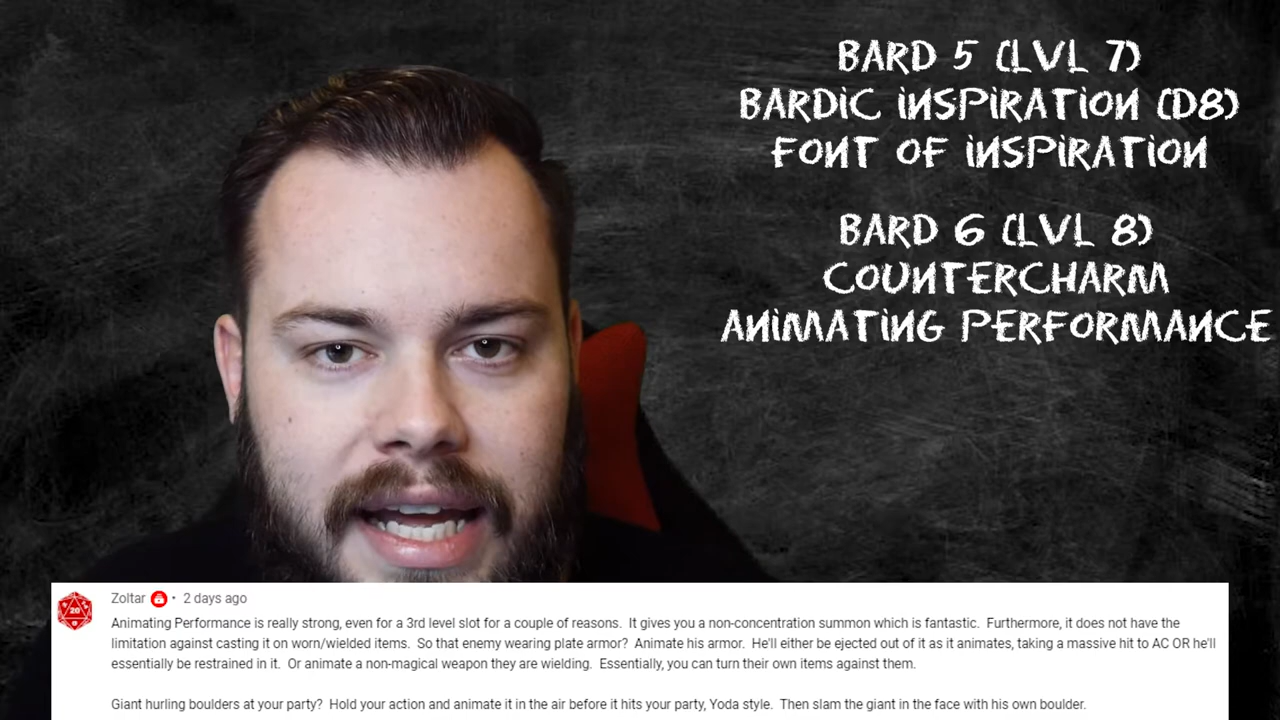 BARD 5 (LVL 7)
BARDIC INSPIRATION (D8)
FONT OF INSPIRATION
BARD 6 (LVL 8)
COUNTERCHARM
ANIMATING PERFORMANCE
Zoltar • 2 days ago
20
Animating Performance is really strong, even for a 3rd level slot for a couple of reasons. It gives you a non-concentration summon which is fantastic. Furthermore, it does not have the
limitation against casting it on worn/wielded items. So that enemy wearing plate armor? Animate his armor. He'll either be ejected out of it as it animates, taking a massive hit to AC OR he'll
essentially be restrained in it. Or animate a non-magical weapon they are wielding. Essentially, you can turn their own items against them.
Giant hurling boulders at your party? Hold your action and animate it in the air before it hits your party, Yoda style. Then slam the giant in the face with his own boulder.